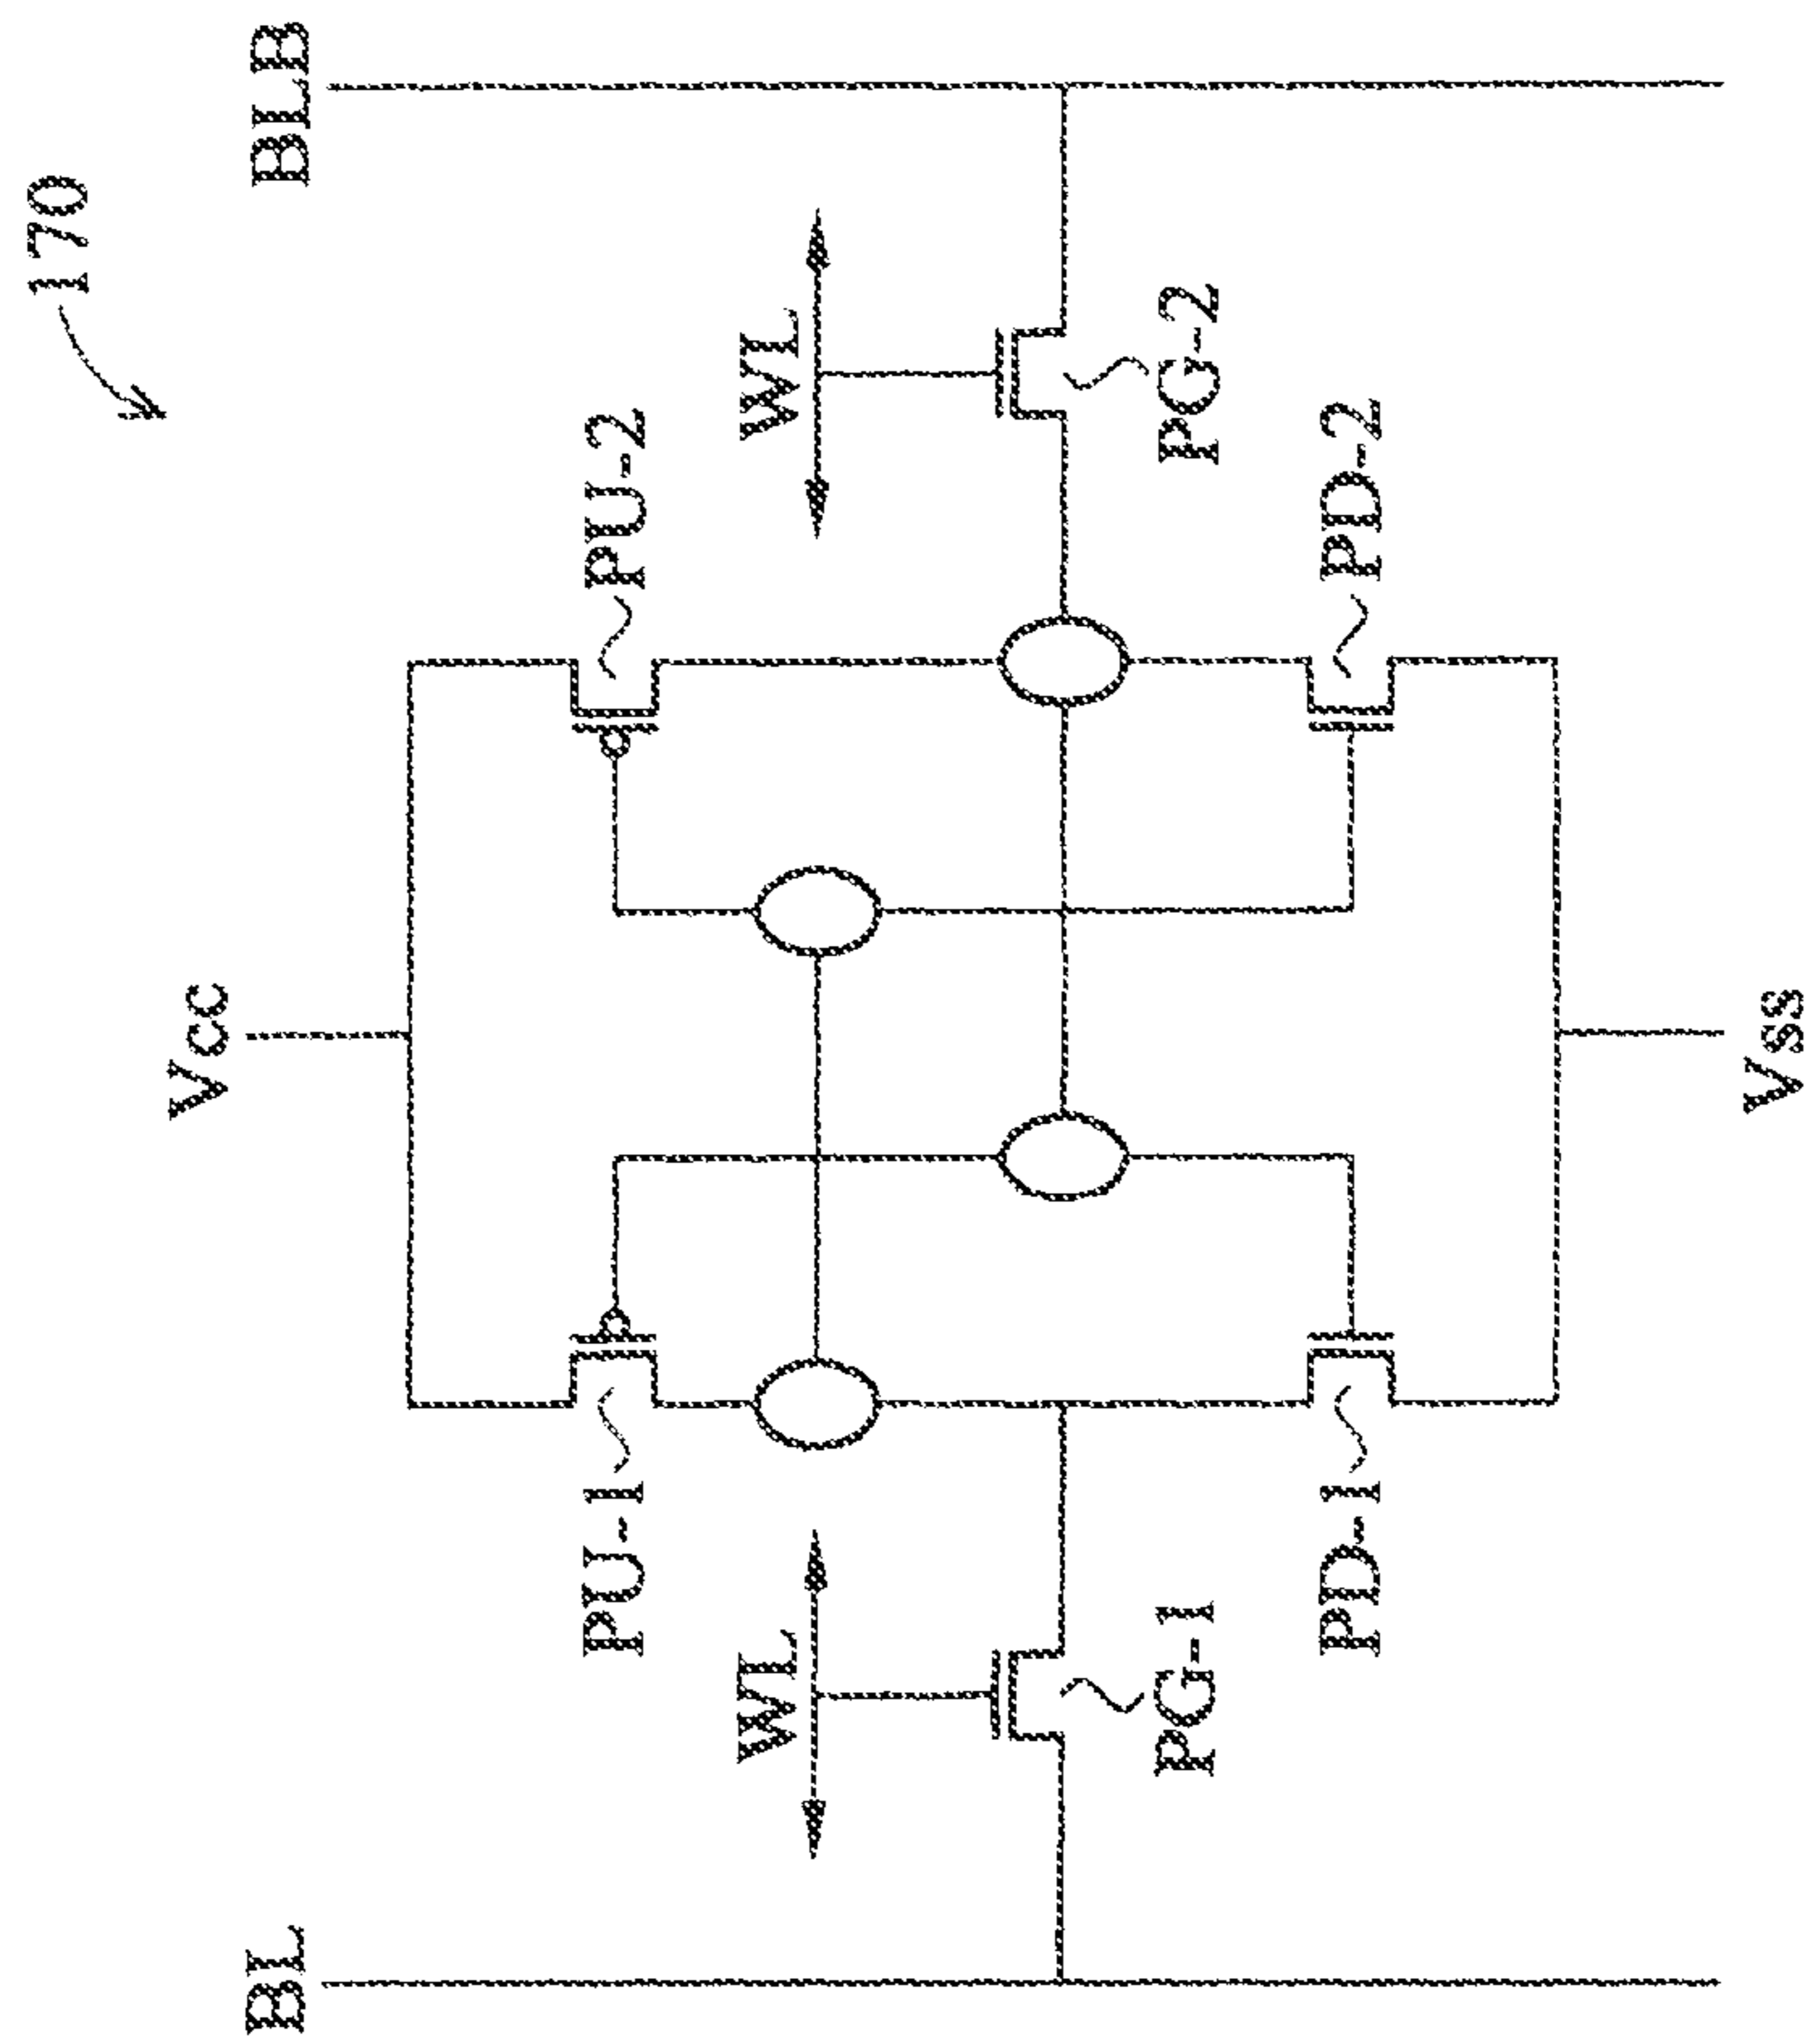 170
BL
Vcc
BLB
PU-1
PU-2
WL
WL
PG-1
PG-2
PD-1
PD-2
Vss